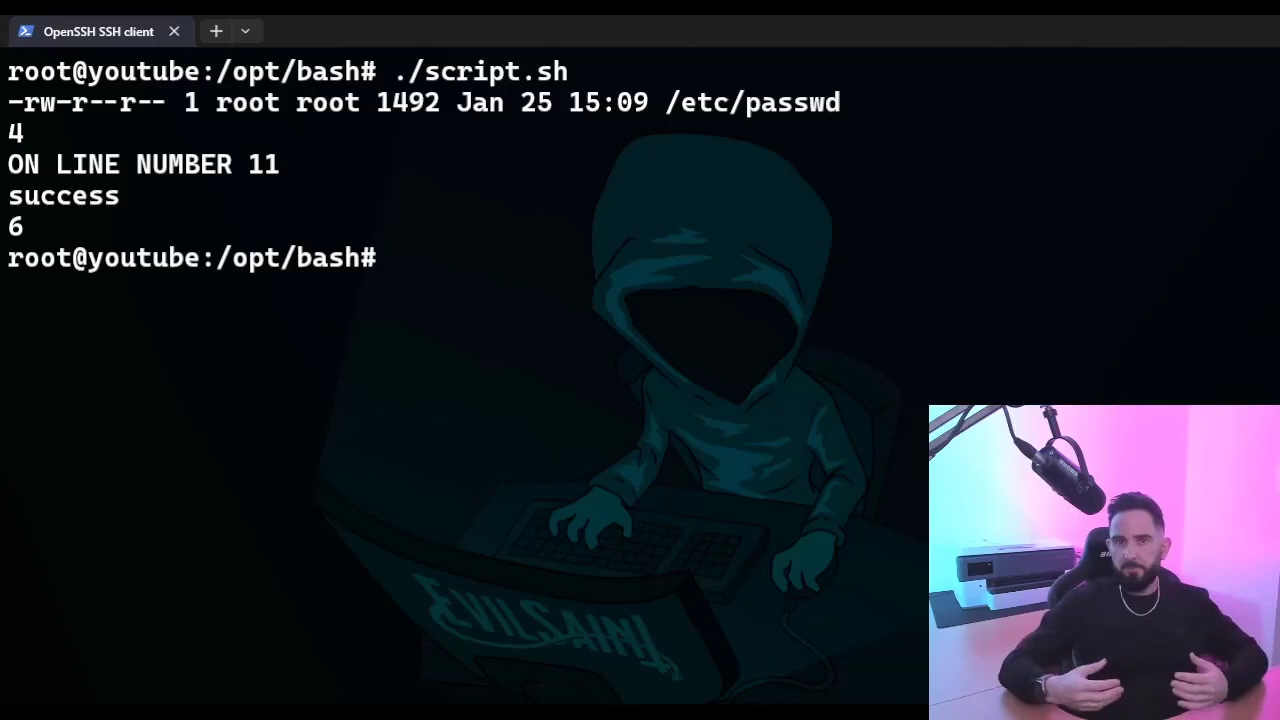 OpenSSH SSH client
root@youtube:/opt/bash# ./script.sh
-rw-r--r-- 1 root root 1492 Jan 25 15:09 /etc/passwd
4
ON LINE NUMBER 11
success
6
root@youtube:/opt/bash#
EVILSAINT